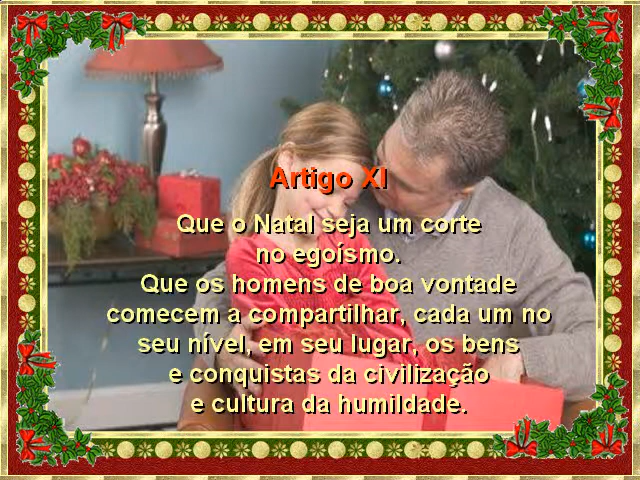 Artigo XI
Que o Natal seja um corte
no egoísmo.
Que os homens de boa vontade
comecem a compartilhar, cada um no
seu nível, em seu lugar, os bens
e conquistas da civilização
e cultura da humildade.